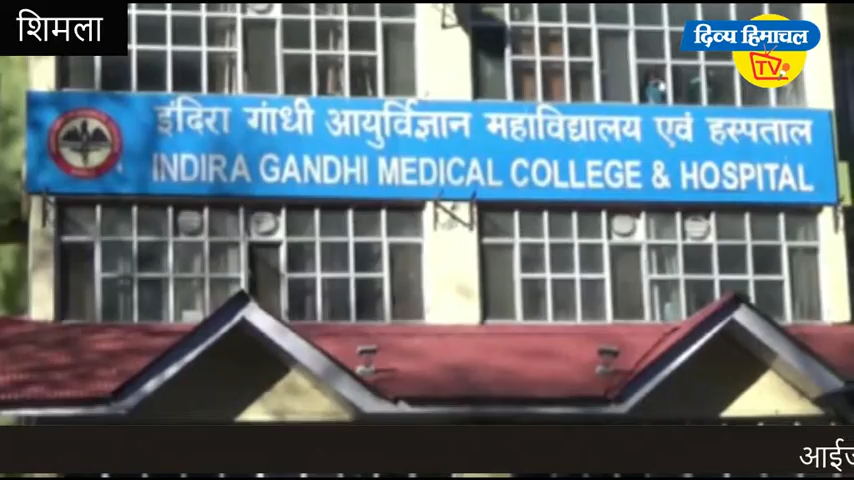 शिमला
दिव्य हिमाचल
TV
इंदिरा गांधी आयुर्विज्ञान महाविद्यालय एवं हस्पताल
INDIRA GANDHI MEDICAL COLLEGE & HOSPITAL